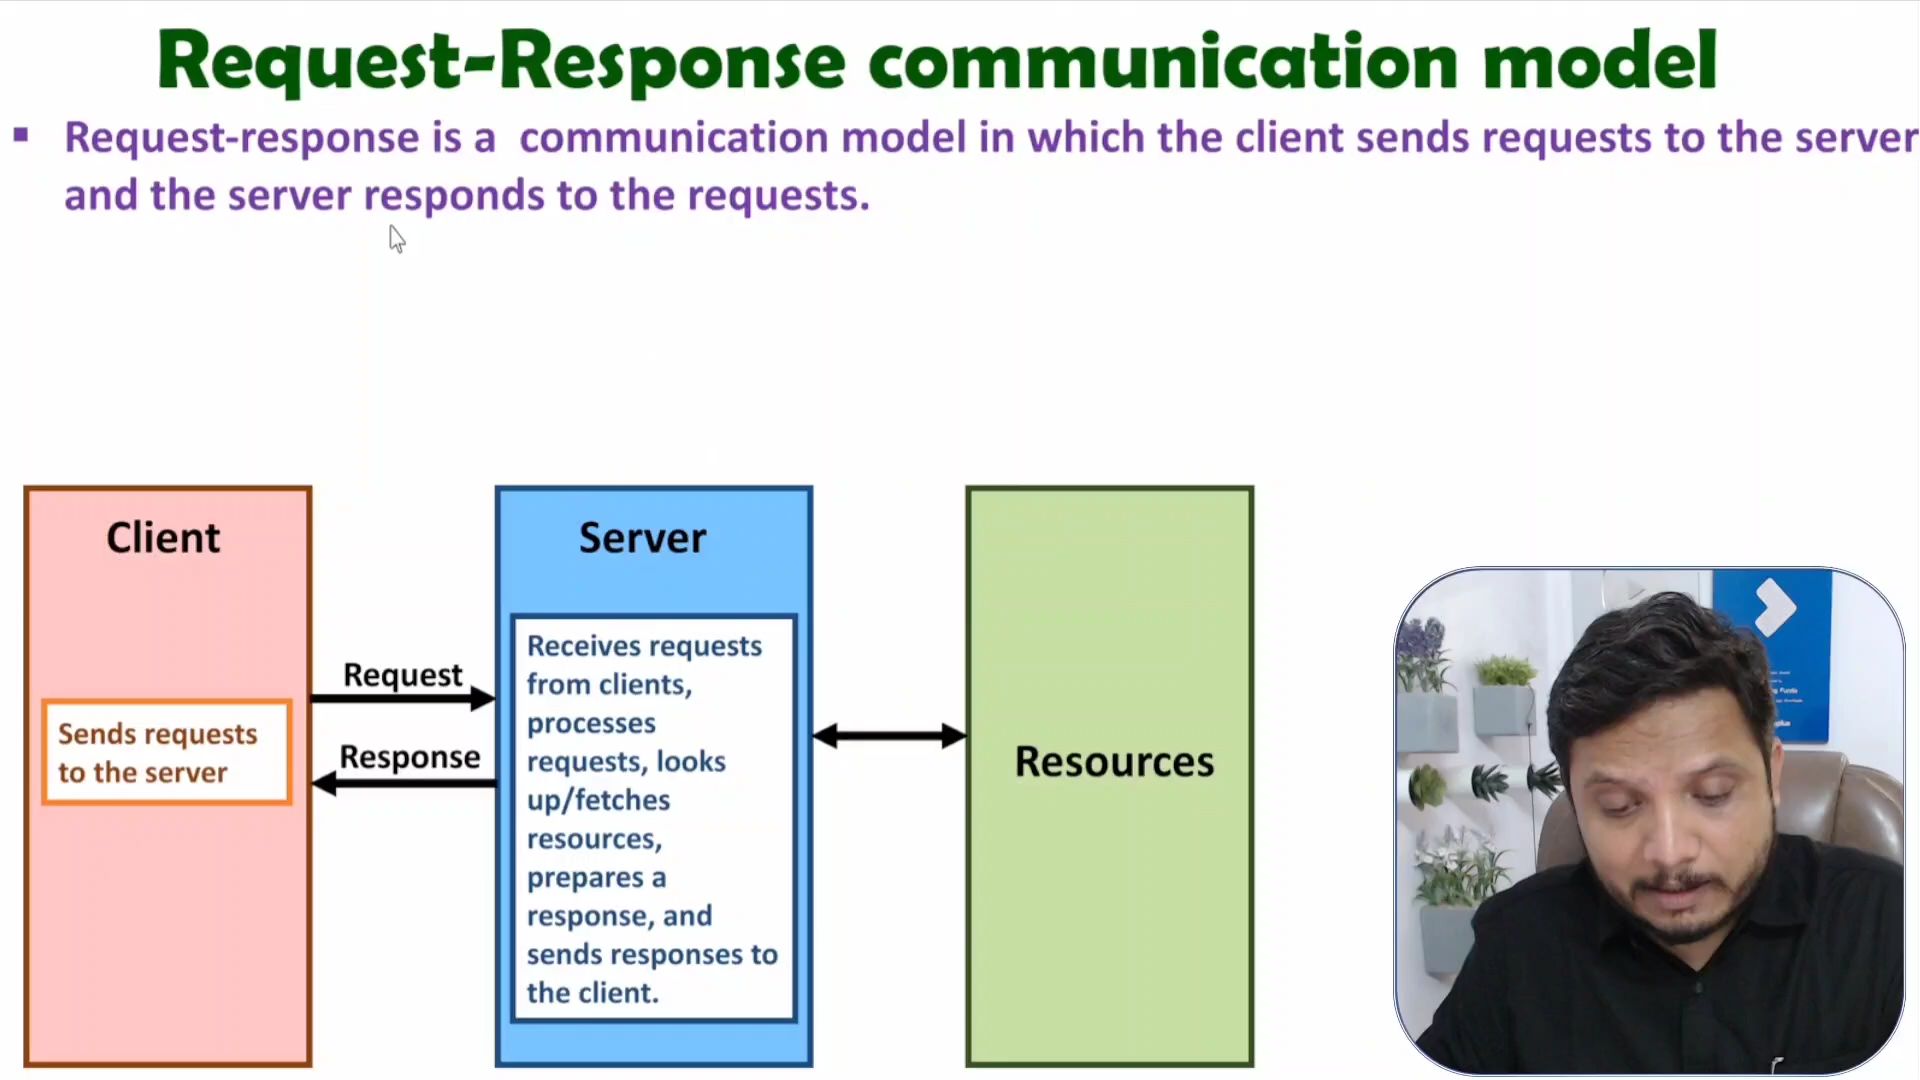 Request-Response communication model
▪ Request-response is a communication model in which the client sends requests to the server
and the server responds to the requests.
Client
Sends requests
to the server
Request
Response
Server
Receives requests
from clients,
processes
requests, looks
up/fetches
resources,
prepares a
response, and
sends responses to
the client.
Resources